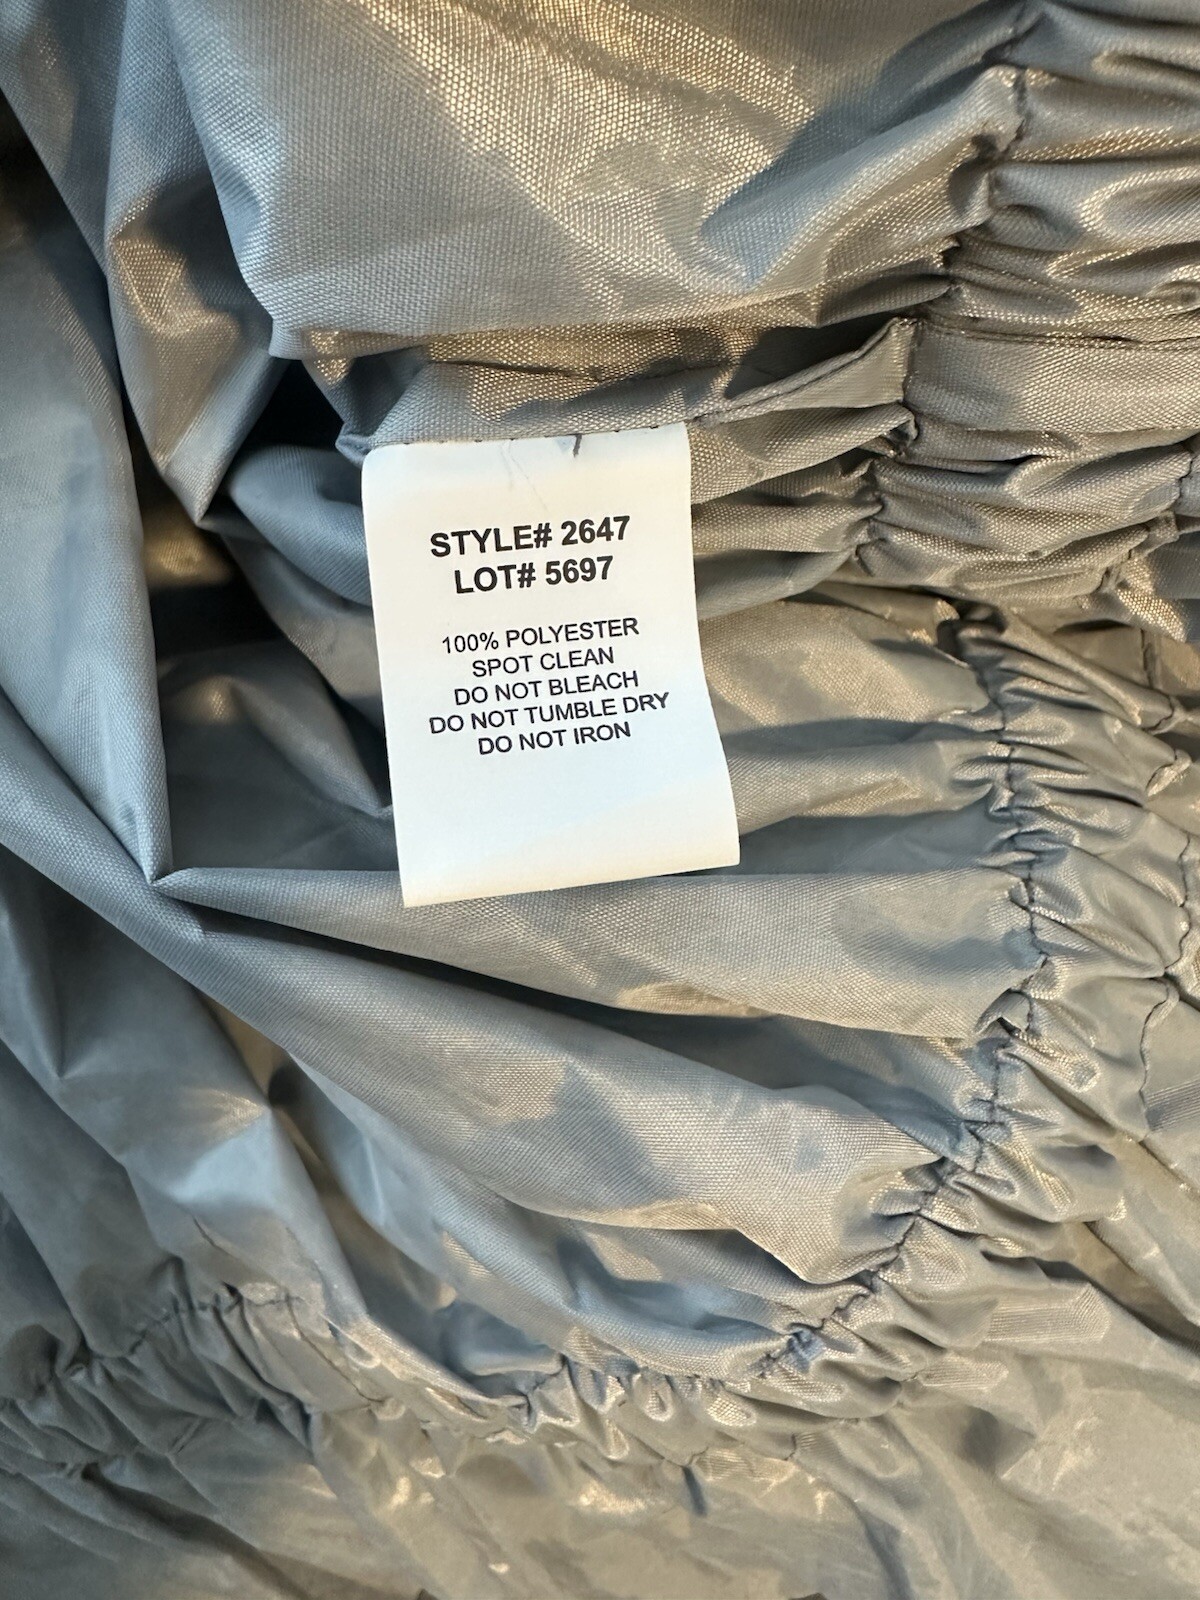 STYLE# 2647
LOT# 5697
100% POLYESTER
SPOT CLEAN
DO NOT BLEACH
DO NOT TUMBLE DRY
DO NOT IRON